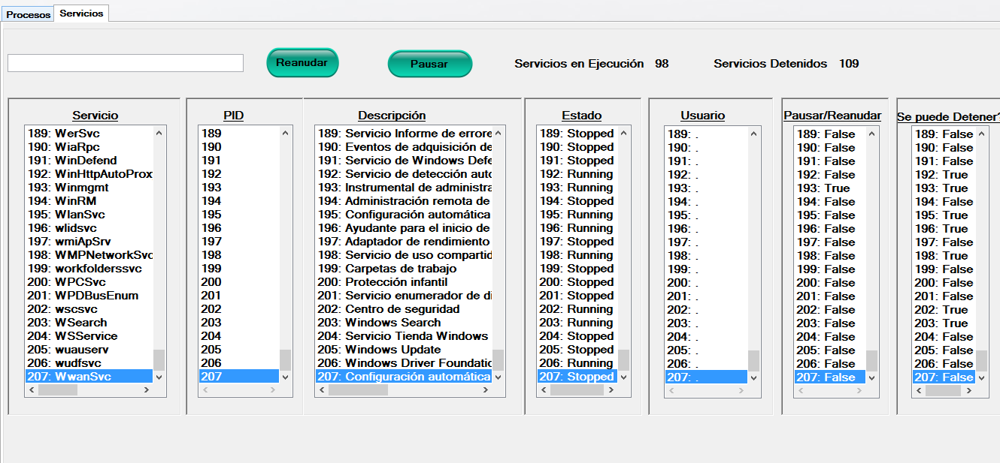 Procesos Servicios
Reanudar Pausar Servicios en Ejecución 98 Servicios Detenidos 109
Servicio PID Descripción Estado Usuario Pausar/Reanudar Se puede Detener?
189: WerSvc 189 189: Servicio Informe de errore 189: Stopped 189: . 189: False 189: False
190: WiaRpc 190 190: Eventos de adquisición de 190: Stopped 190: . 190: False 190: False
191: WinDefend 191 191: Servicio de Windows Defe 191: Stopped 191: . 191: False 191: False
192: WinHttpAutoProx 192 192: Servicio de detección auto 192: Running 192: . 192: False 192: True
193: Winmgmt 193 193: Instrumental de administra 193: Running 193: . 193: True 193: True
194: WinRM 194 194: Administración remota de 194: Stopped 194: . 194: False 194: False
195: WlanSvc 195 195: Configuración automática 195: Running 195: . 195: False 195: True
196: wlidsvc 196 196: Ayudante para el inicio de 196: Running 196: . 196: False 196: True
197: wmiApSrv 197 197: Adaptador de rendimiento 197: Stopped 197: . 197: False 197: False
198: WMPNetworkSvc 198 198: Servicio de uso compartid 198: Running 198: . 198: False 198: True
199: workfolderssvc 199 199: Carpetas de trabajo 199: Stopped 199: . 199: False 199: False
200: WPCSvc 200 200: Protección infantil 200: Stopped 200: . 200: False 200: False
201: WPDBusEnum 201 201: Servicio enumerador de di 201: Stopped 201: . 201: False 201: False
202: wscsvc 202 202: Centro de seguridad 202: Running 202: . 202: False 202: True
203: WSearch 203 203: Windows Search 203: Running 203: . 203: False 203: True
204: WSService 204 204: Servicio Tienda Windows 204: Stopped 204: . 204: False 204: False
205: wuauserv 205 205: Windows Update 205: Stopped 205: . 205: False 205: False
206: wudfsvc 206 206: Windows Driver Foundatic 206: Running 206: . 206: False 206: False
207: WwanSvc 207 207: Configuración automática 207: Stopped 207: . 207: False 207: False